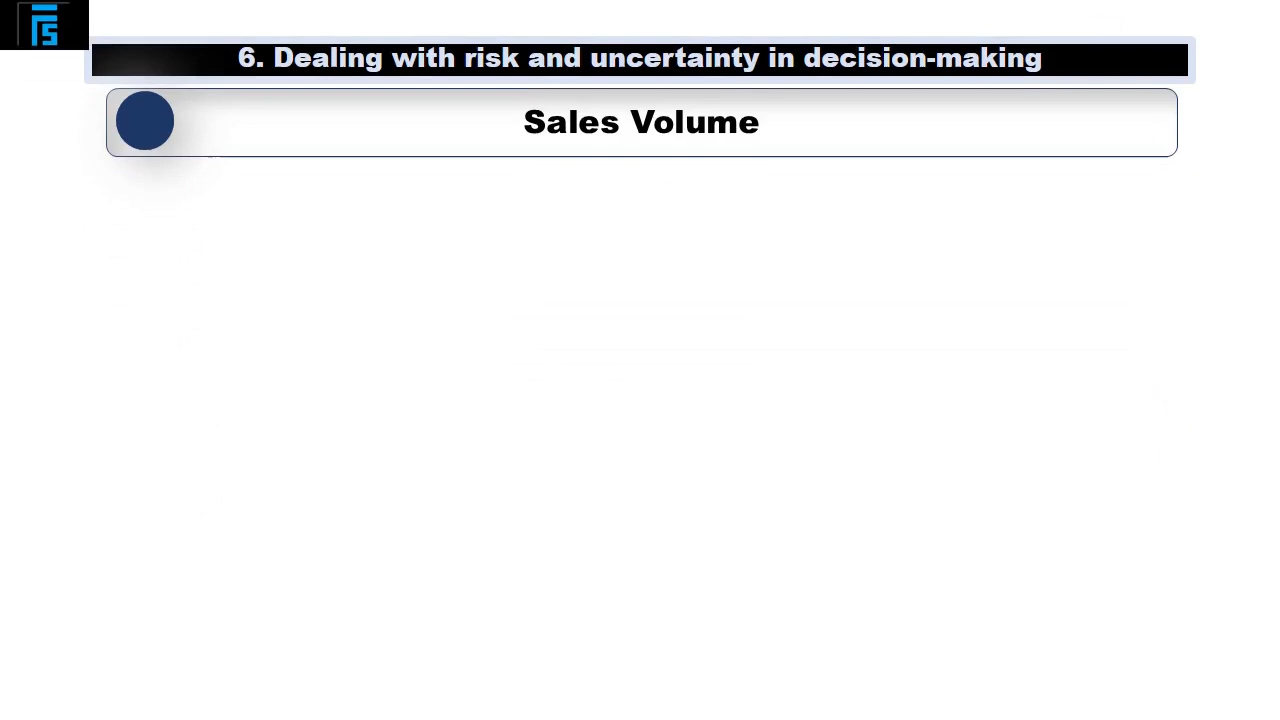 6. Dealing with risk and uncertainty in decision-making
Sales Volume